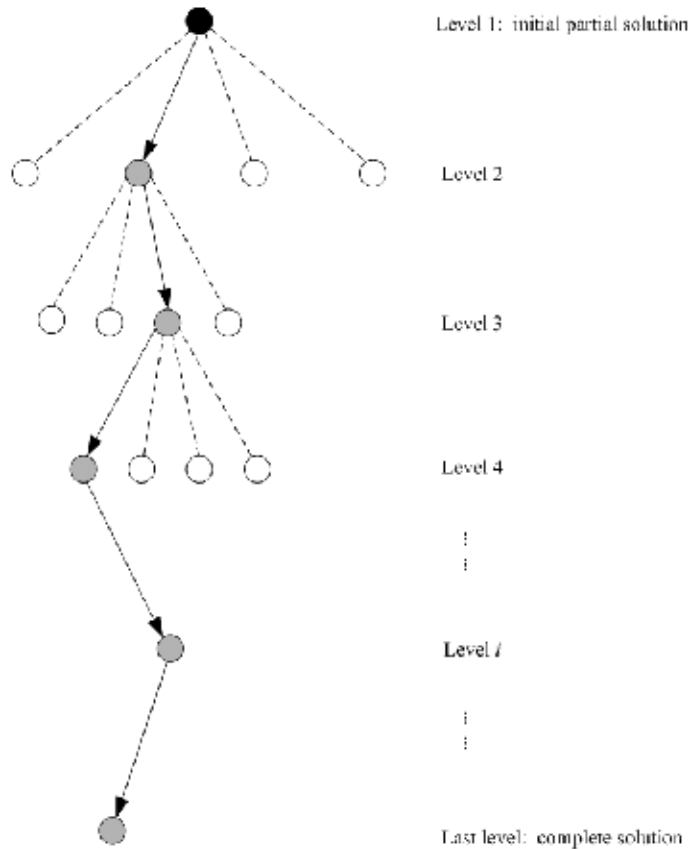 Level 1: initial partial solution
Level 2
Level 3
Level 4
Level i
Last level: complete solution